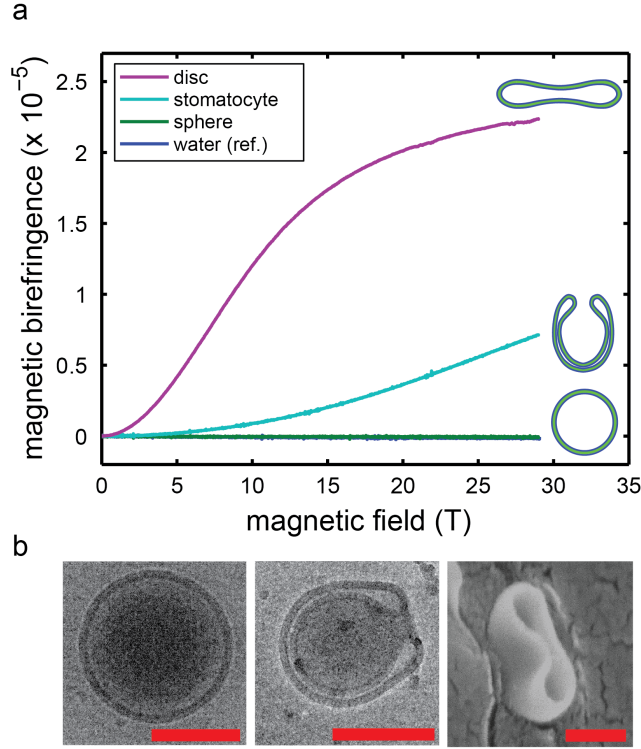 a
magnetic birefringence (x 10⁻⁵)
2.5
2
1.5
1
0.5
0
disc
stomatocyte
sphere
water (ref.)
0 5 10 15 20 25 30 35
magnetic field (T)
b